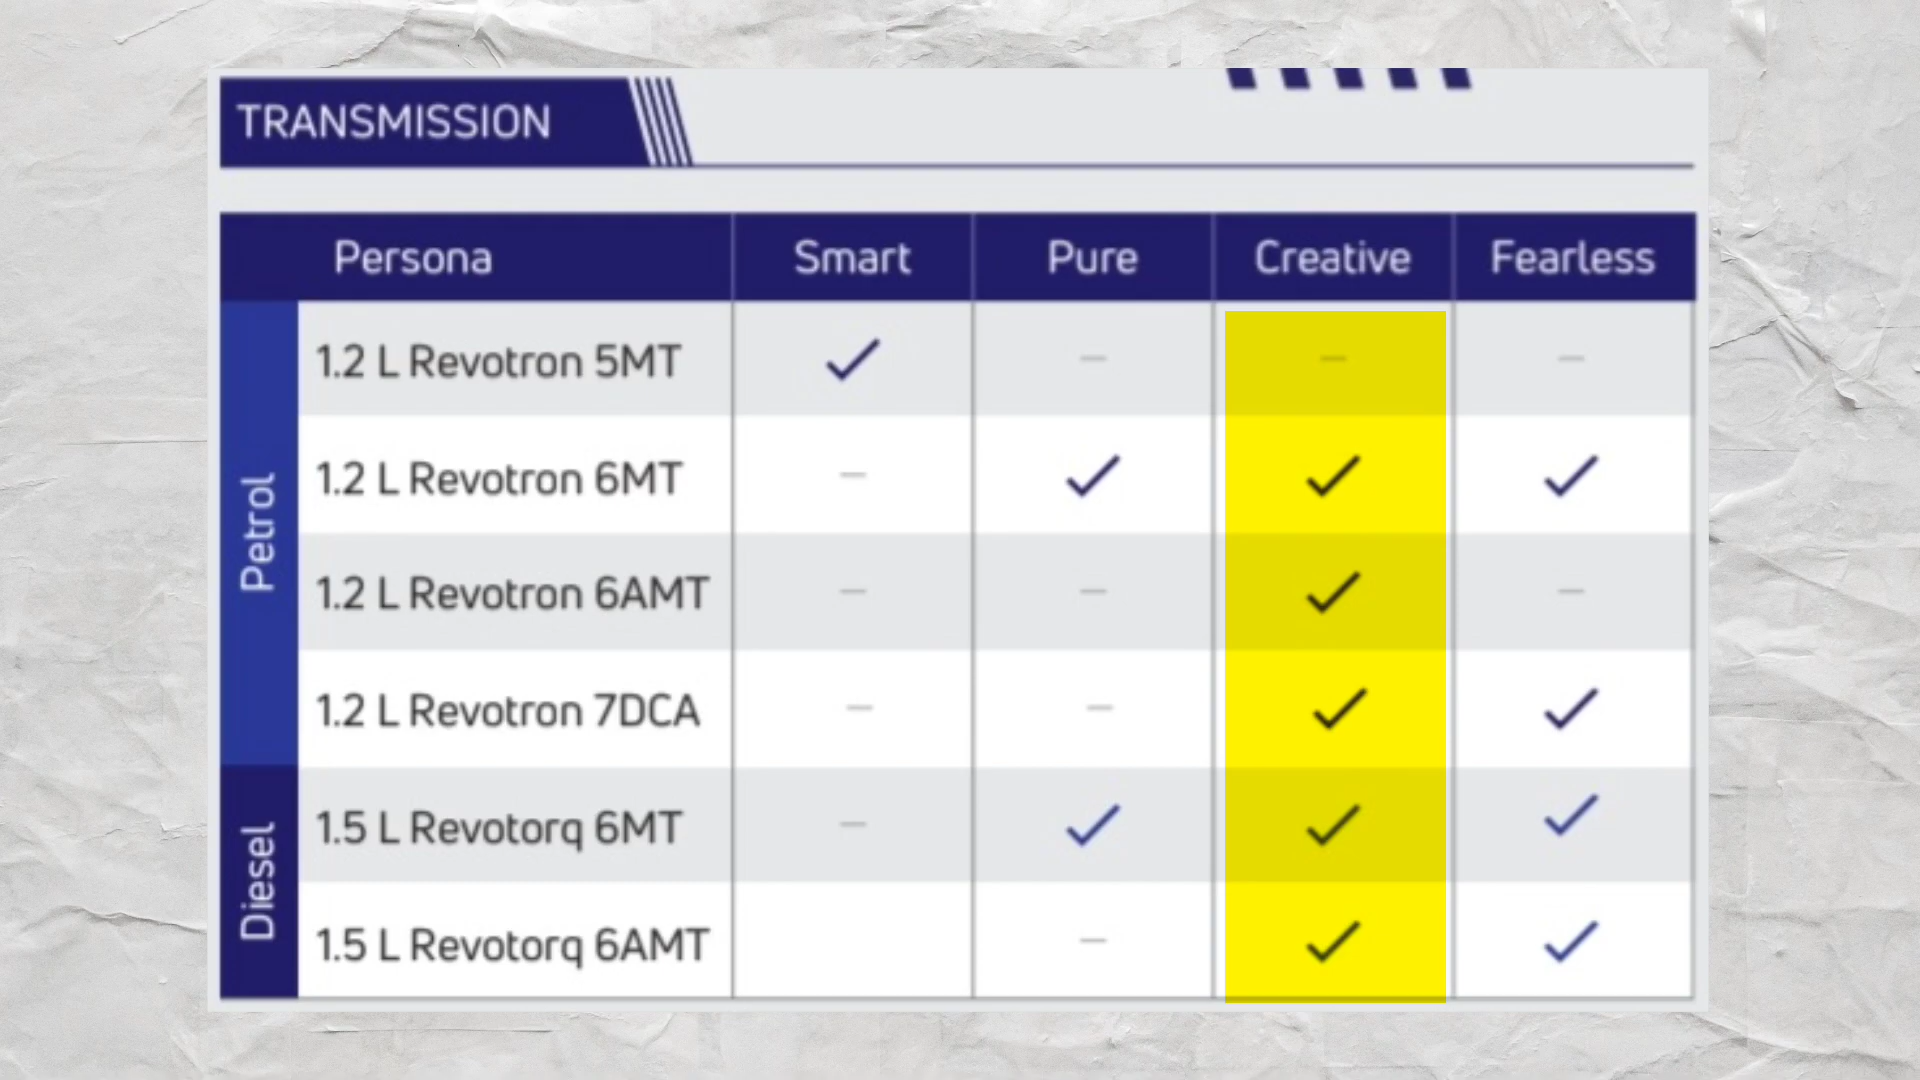 TRANSMISSION
Persona Smart Pure Creative Fearless
Petrol
1.2 L Revotron 5MT ✓ – – –
1.2 L Revotron 6MT – ✓ ✓ ✓
1.2 L Revotron 6AMT – – ✓ –
1.2 L Revotron 7DCA – – ✓ ✓
Diesel
1.5 L Revotorq 6MT – ✓ ✓ ✓
1.5 L Revotorq 6AMT – ✓ ✓